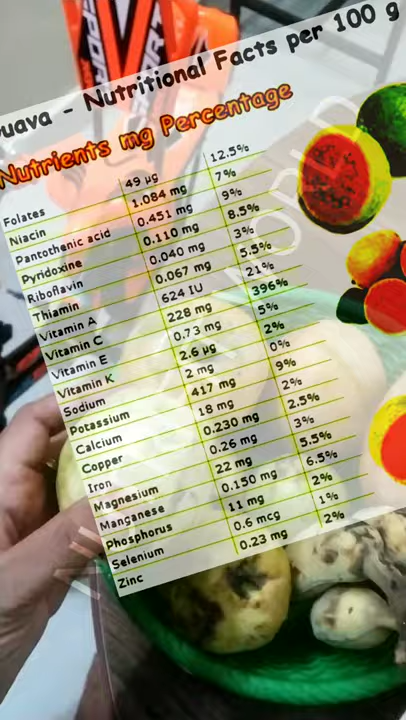 uava - Nutritional Facts per 100 g
Nutrients mg Percentage
Folates 49 µg 12.5%
Niacin 1.084 mg 7%
Pantothenic acid 0.451 mg 9%
Pyridoxine 0.110 mg 8.5%
Riboflavin 0.040 mg 3%
Thiamin 0.067 mg 5.5%
Vitamin A 624 IU 21%
Vitamin C 228 mg 396%
Vitamin E 0.73 mg 5%
Vitamin K 2.6 µg 2%
Sodium 2 mg 0%
Potassium 417 mg 9%
Calcium 18 mg 2%
Copper 0.230 mg 2.5%
Iron 0.26 mg 3%
Magnesium 22 mg 5.5%
Manganese 0.150 mg 6.5%
Phosphorus 11 mg 2%
Selenium 0.6 mcg 1%
Zinc 0.23 mg 2%